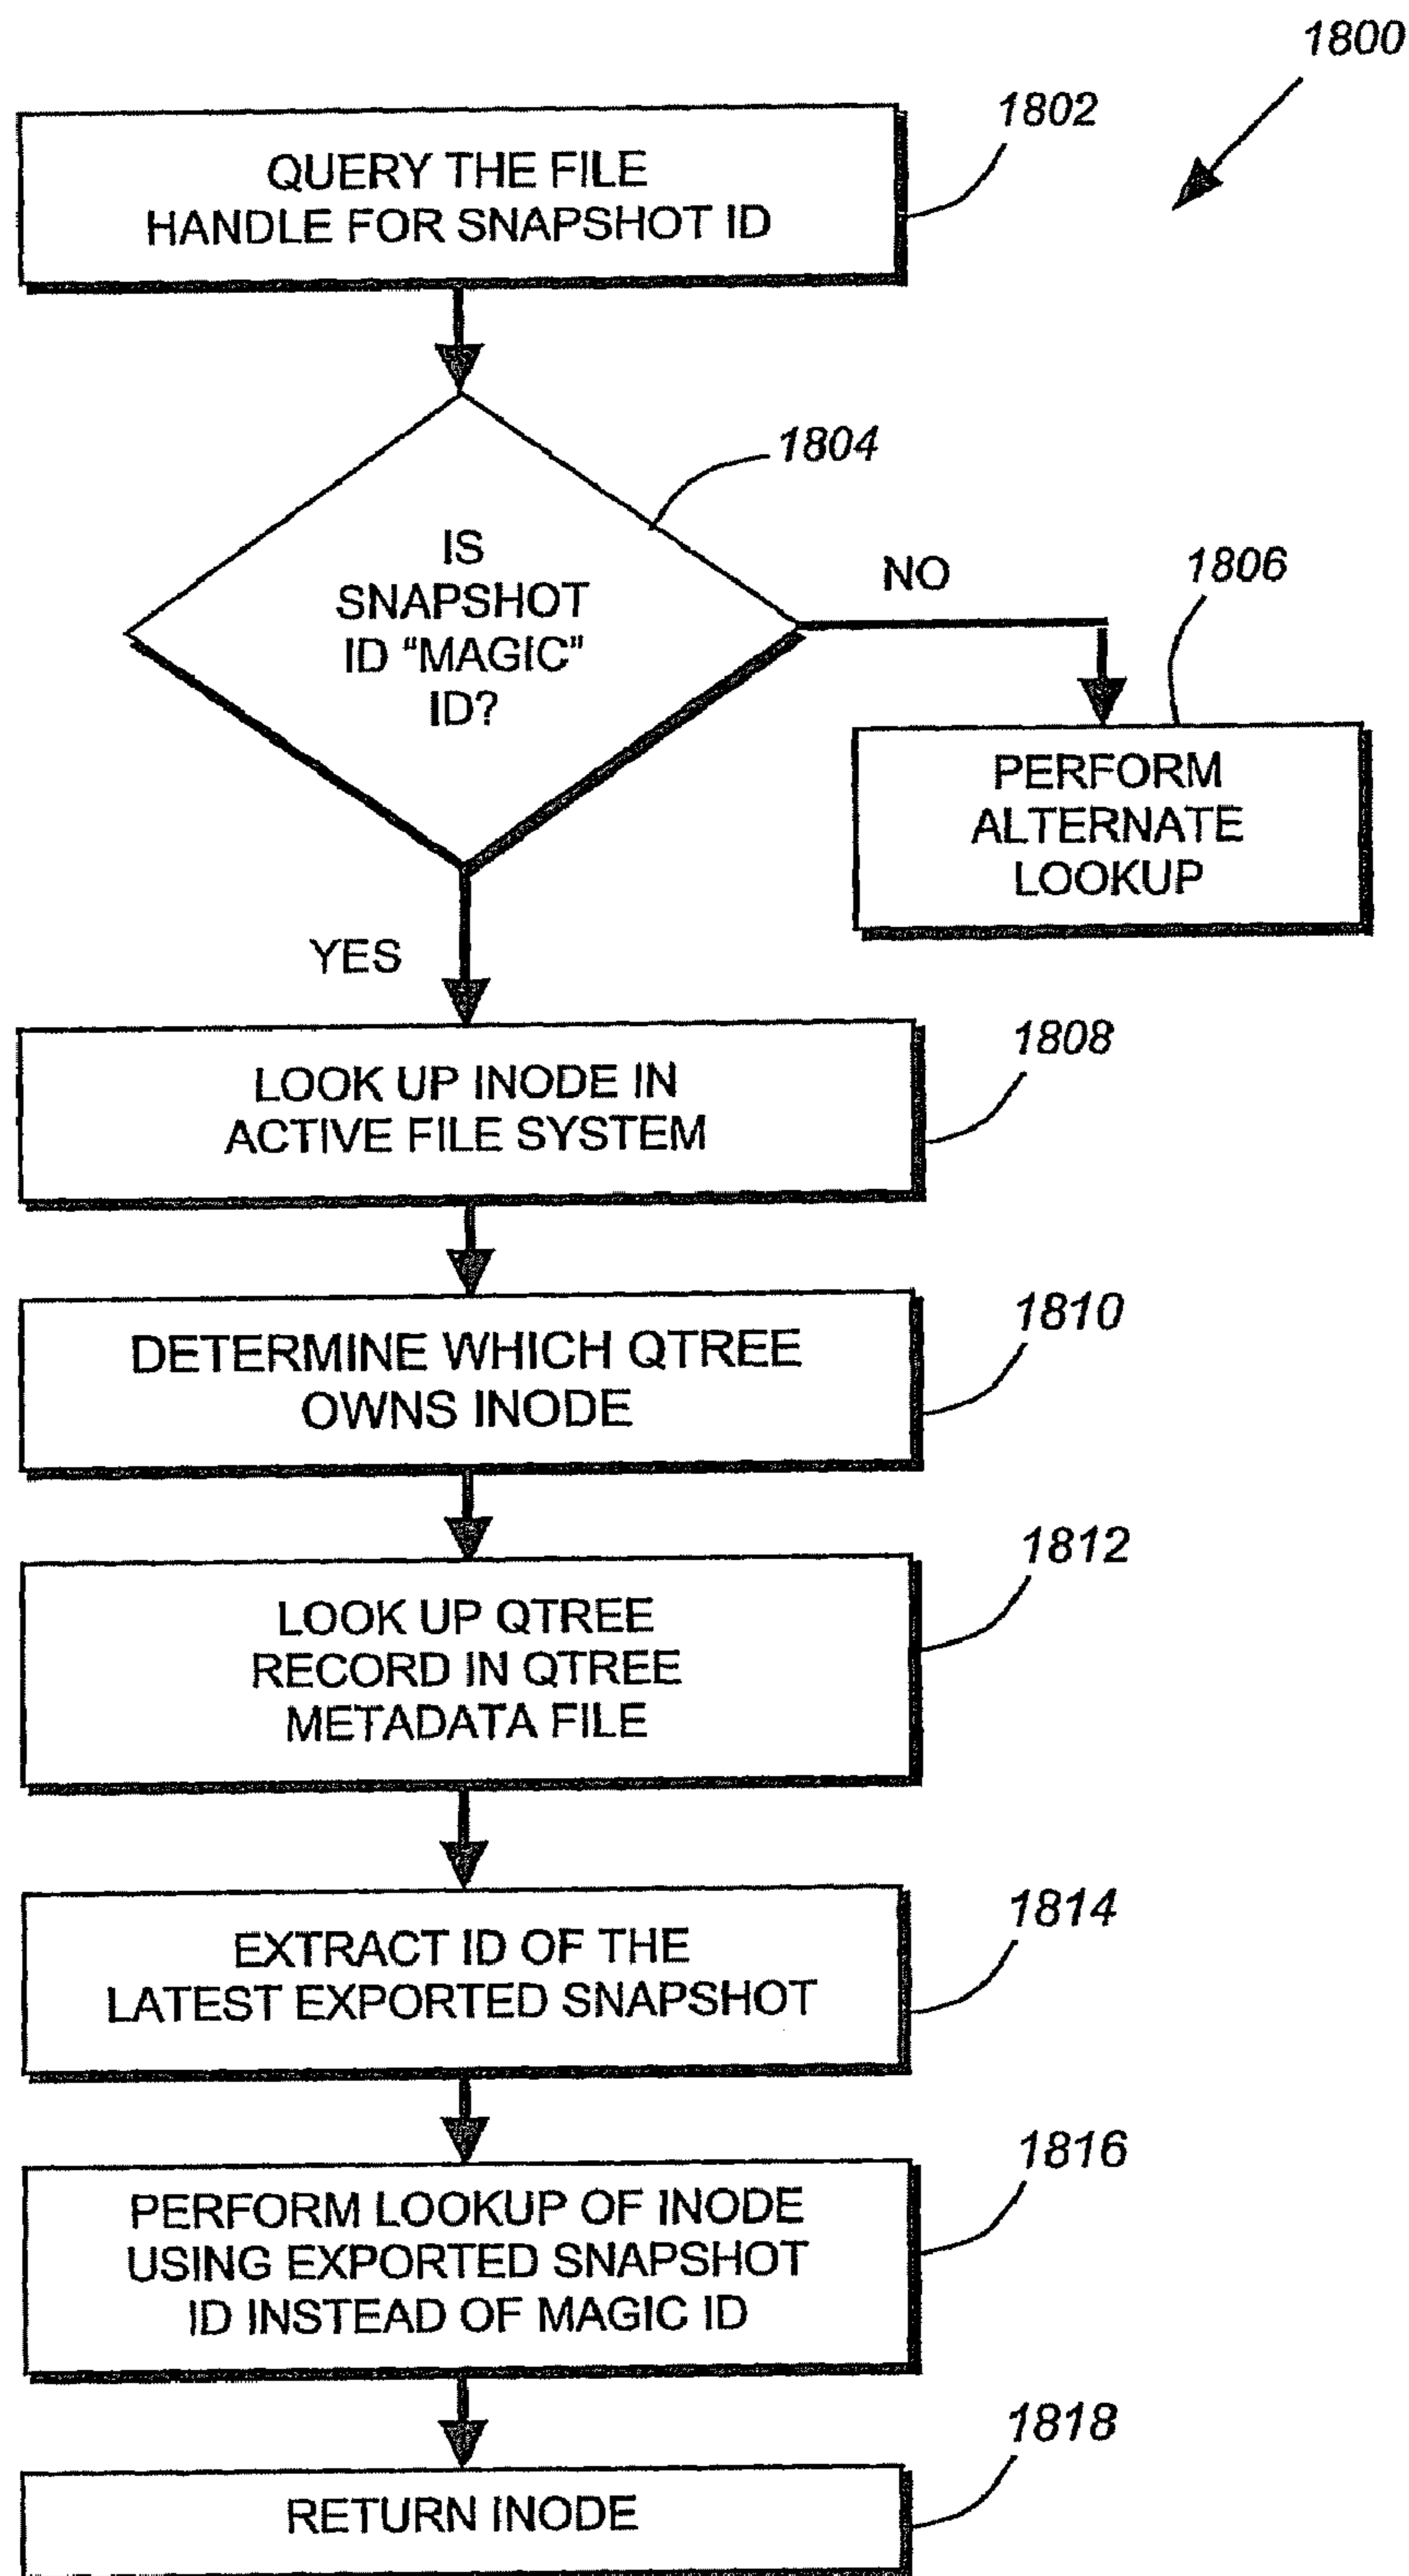 1800
1802
QUERY THE FILE
HANDLE FOR SNAPSHOT ID
1804
IS
SNAPSHOT
ID “MAGIC”
ID?
NO
1806
PERFORM
ALTERNATE
LOOKUP
YES
1808
LOOK UP INODE IN
ACTIVE FILE SYSTEM
1810
DETERMINE WHICH QTREE
OWNS INODE
1812
LOOK UP QTREE
RECORD IN QTREE
METADATA FILE
1814
EXTRACT ID OF THE
LATEST EXPORTED SNAPSHOT
1816
PERFORM LOOKUP OF INODE
USING EXPORTED SNAPSHOT
ID INSTEAD OF MAGIC ID
1818
RETURN INODE